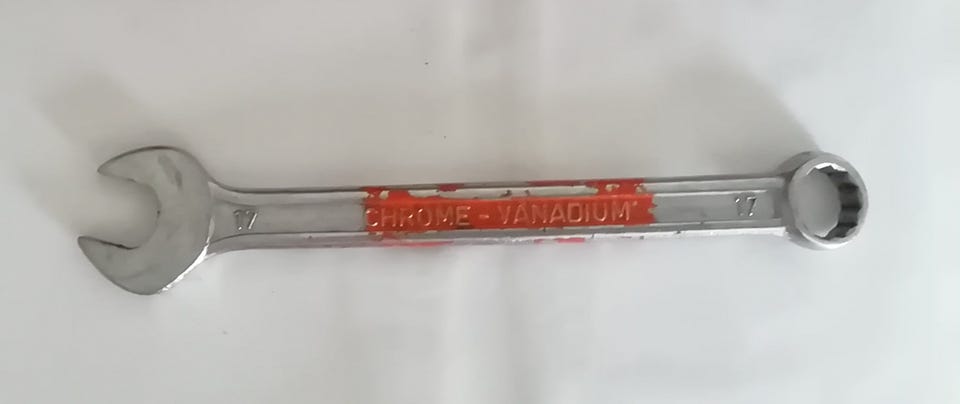 17 CHROME - VANADIUM 17